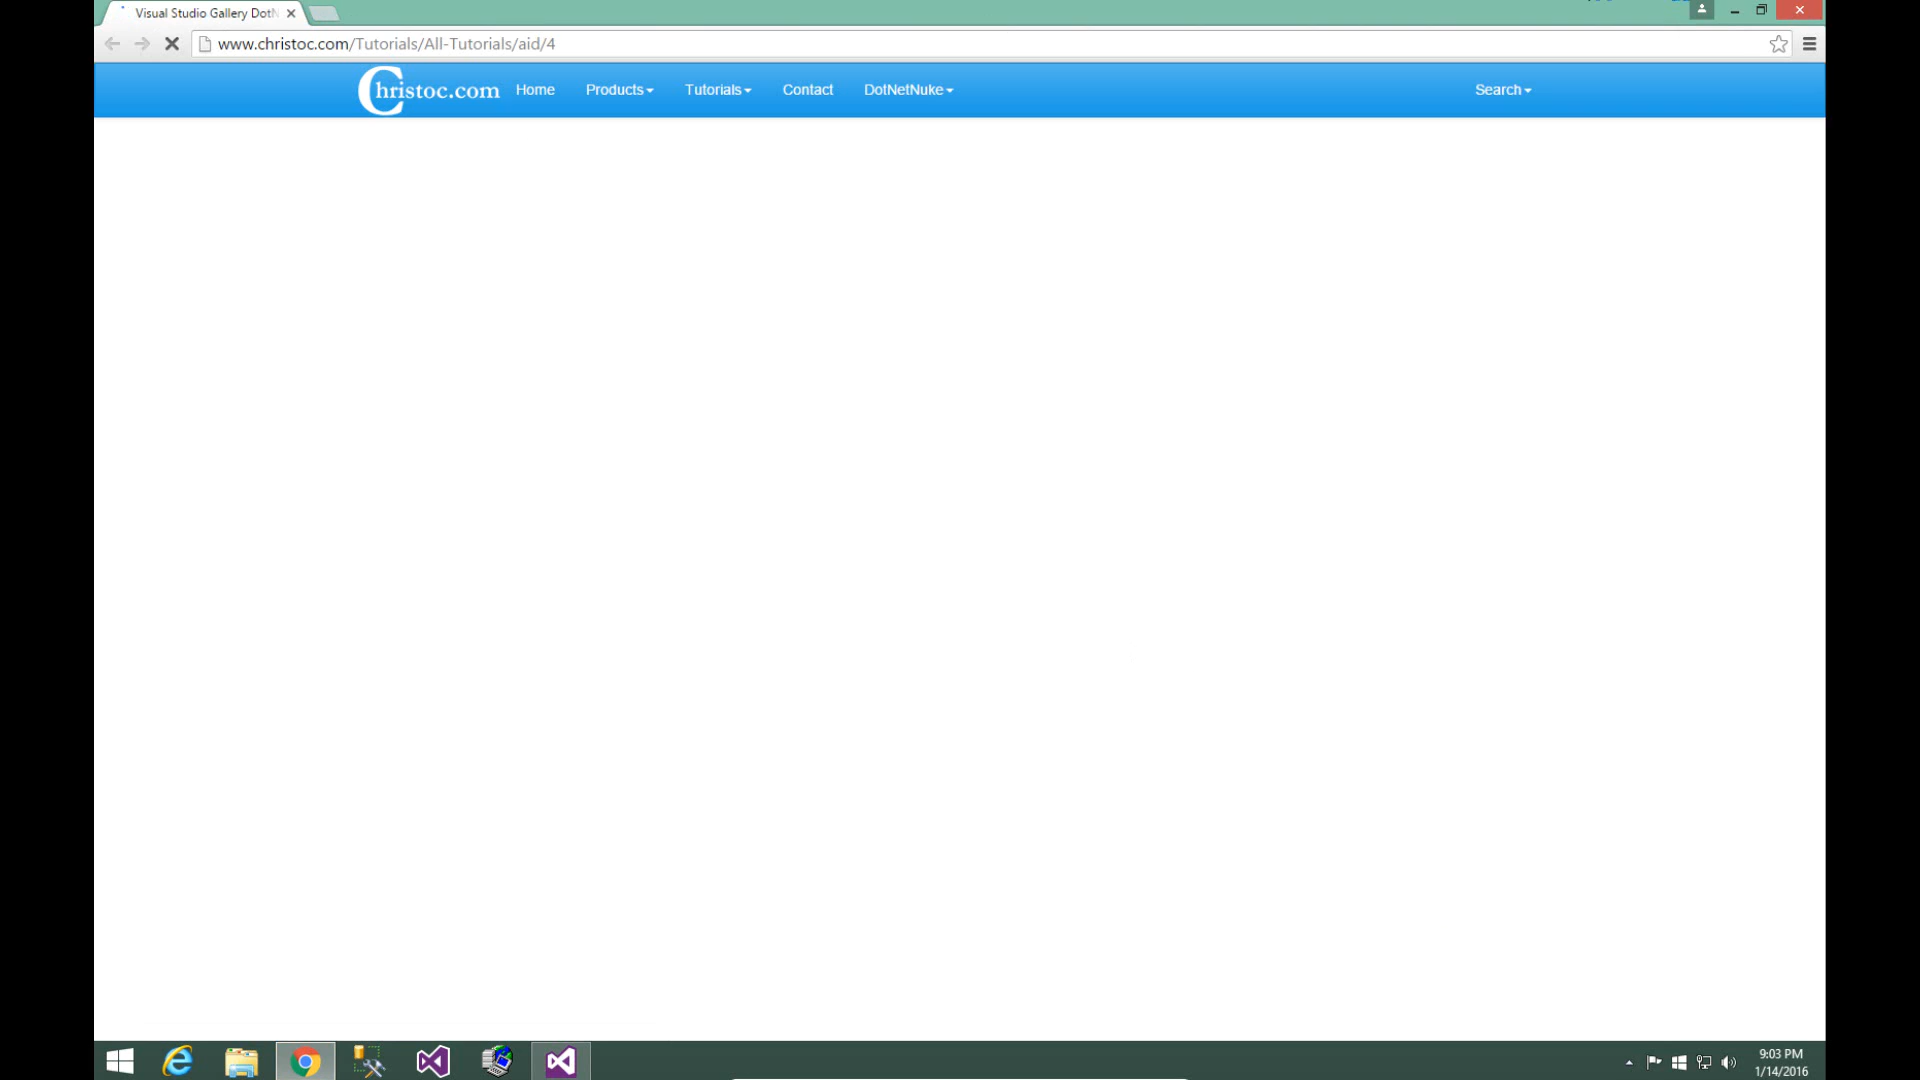 Visual Studio Gallery DotN
www.christoc.com/Tutorials/All-Tutorials/aid/4
Christoc.com Home Products Tutorials Contact DotNetNuke Search
9:03 PM
1/14/2016